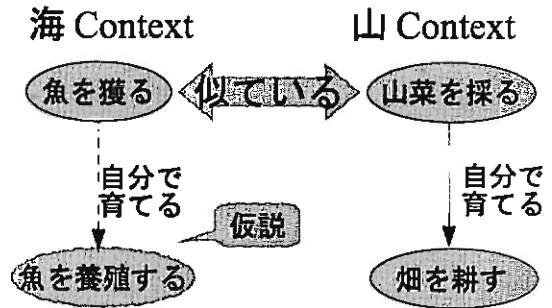 海 Context
山 Context
魚を獲る
似ている
山菜を採る
自分で
育てる
自分で
育てる
仮説
魚を養殖する
畑を耕す